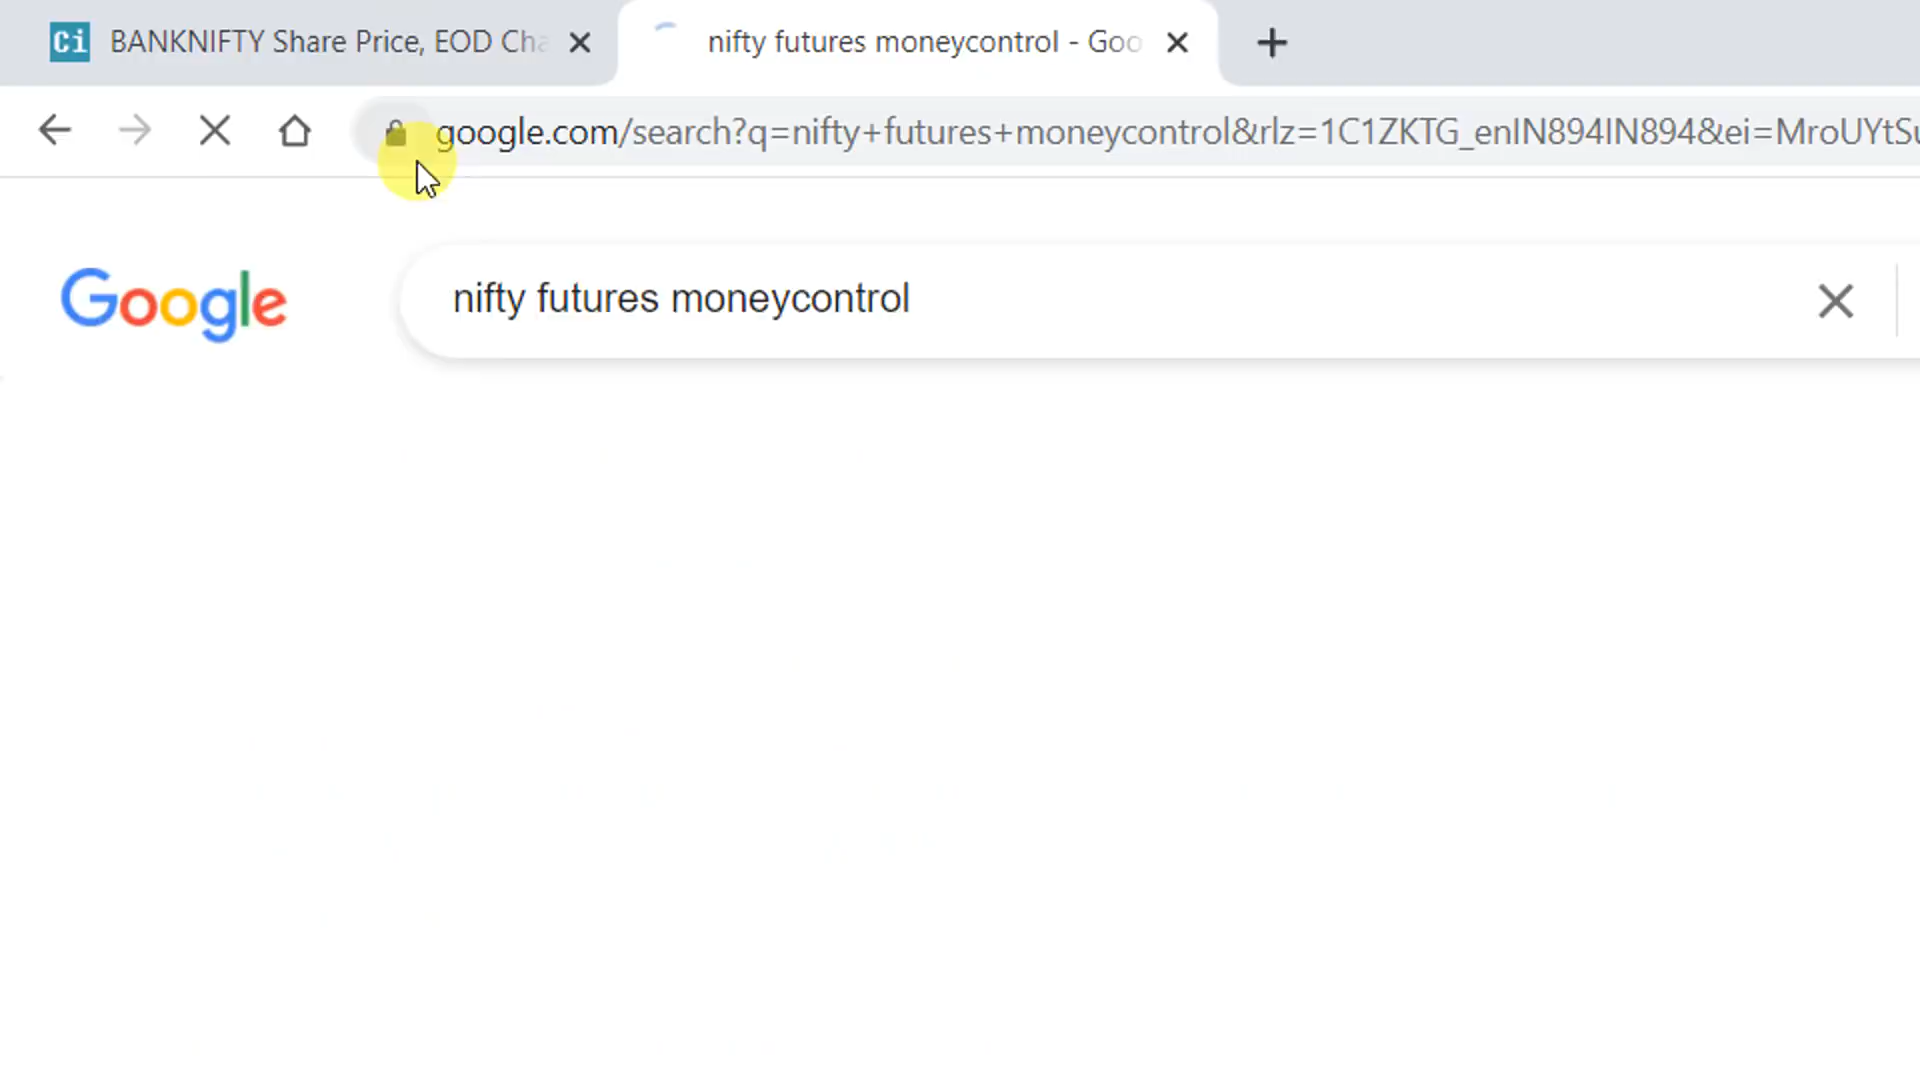 Ci BANKNIFTY Share Price, EOD Cha
nifty futures moneycontrol - Goo
google.com/search?q=nifty+futures+moneycontrol&rlz=1C1ZKTG_enIN894IN894&ei=MroUYtSu
Google
nifty futures moneycontrol